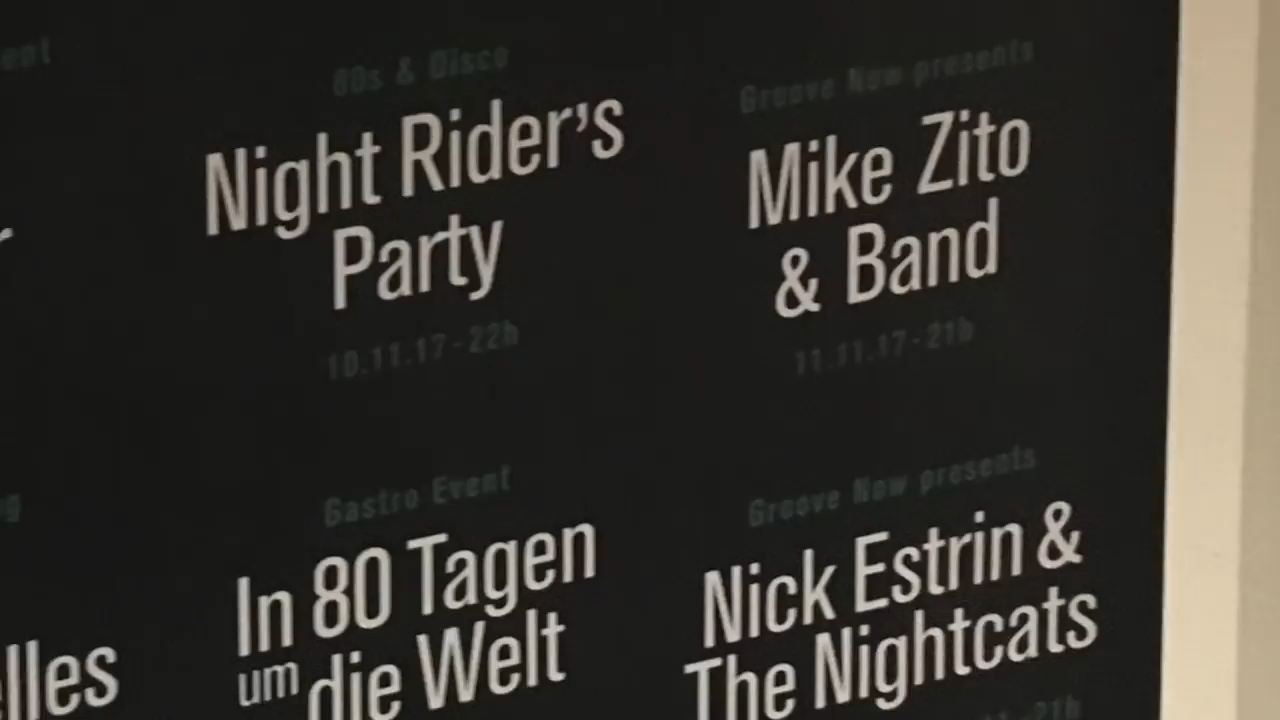 80s & Disco
Night Rider's
Party
10.11.17 - 22h
Groove Now presents
Mike Zito
& Band
11.11.17 - 21h
Gastro Event
In 80 Tagen
um die Welt
Groove Now presents
Nick Estrin &
The Nightcats
21h